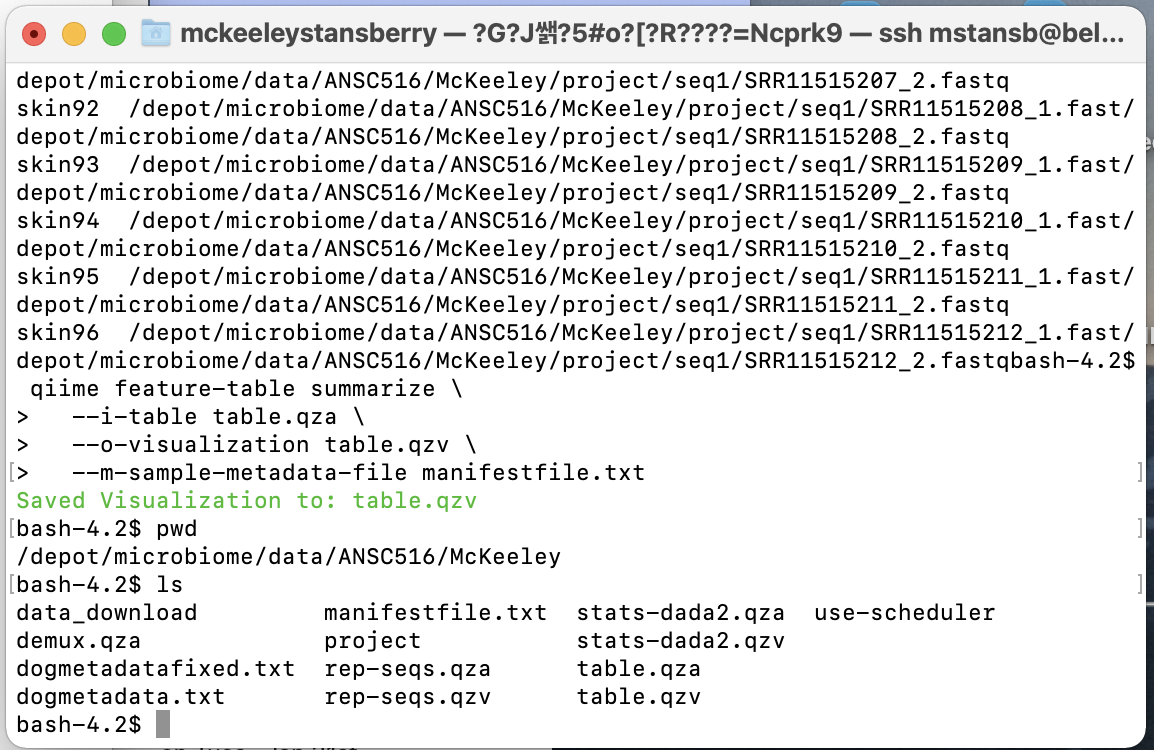 mckeeleystansberry — ?G?J쌝?5#o?[?R????=Ncprk9 — ssh mstansb@bel...
depot/microbiome/data/ANSC516/McKeeley/project/seq1/SRR11515207_2.fastq
skin92  /depot/microbiome/data/ANSC516/McKeeley/project/seq1/SRR11515208_1.fast/
depot/microbiome/data/ANSC516/McKeeley/project/seq1/SRR11515208_2.fastq
skin93  /depot/microbiome/data/ANSC516/McKeeley/project/seq1/SRR11515209_1.fast/
depot/microbiome/data/ANSC516/McKeeley/project/seq1/SRR11515209_2.fastq
skin94  /depot/microbiome/data/ANSC516/McKeeley/project/seq1/SRR11515210_1.fast/
depot/microbiome/data/ANSC516/McKeeley/project/seq1/SRR11515210_2.fastq
skin95  /depot/microbiome/data/ANSC516/McKeeley/project/seq1/SRR11515211_1.fast/
depot/microbiome/data/ANSC516/McKeeley/project/seq1/SRR11515211_2.fastq
skin96  /depot/microbiome/data/ANSC516/McKeeley/project/seq1/SRR11515212_1.fast/
depot/microbiome/data/ANSC516/McKeeley/project/seq1/SRR11515212_2.fastqbash-4.2$
 qiime feature-table summarize \
>   --i-table table.qza \
>   --o-visualization table.qzv \
[>   --m-sample-metadata-file manifestfile.txt ]
Saved Visualization to: table.qzv
[bash-4.2$ pwd ]
/depot/microbiome/data/ANSC516/McKeeley
[bash-4.2$ ls ]
data_download         manifestfile.txt  stats-dada2.qza  use-scheduler
demux.qza             project           stats-dada2.qzv
dogmetadatafixed.txt  rep-seqs.qza      table.qza
dogmetadata.txt       rep-seqs.qzv      table.qzv
bash-4.2$